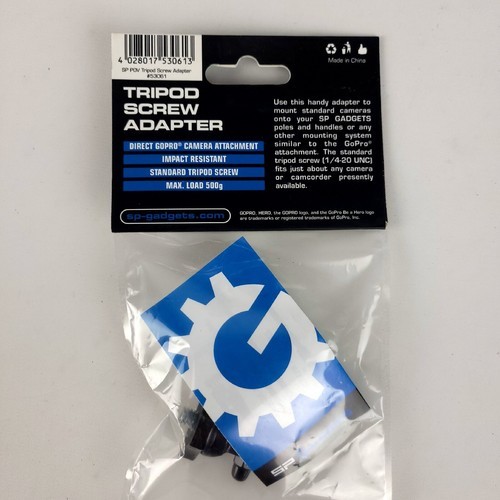 4 028017 530613
SP POV Tripod Screw Adapter
#53061
Made in China
TRIPOD
SCREW
ADAPTER
DIRECT GOPRO® CAMERA ATTACHMENT
IMPACT RESISTANT
STANDARD TRIPOD SCREW
MAX. LOAD 500g
sp-gadgets.com
Use this handy adapter to
mount standard cameras
onto your SP GADGETS
poles and handles or any
other mounting system
similar to the GoPro®
attachment. The standard
tripod screw (1/4-20 UNC)
fits just about any camera
or camcorder presently
available.
GOPRO, HERO, the GOPRO logo, and the GoPro Be a Hero logo
are trademarks or registered trademarks of GoPro, Inc.
SP